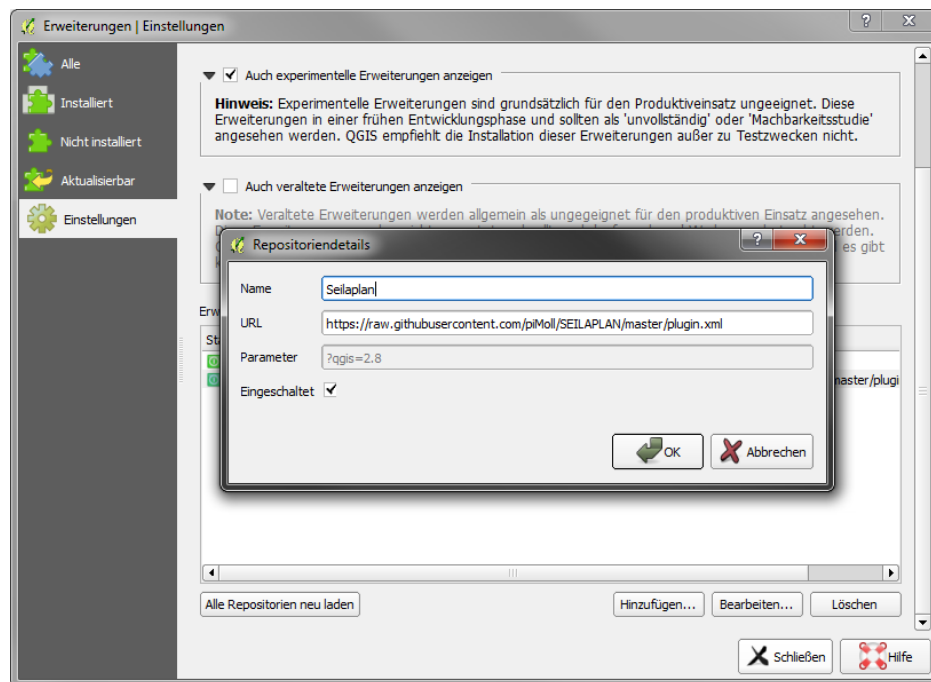 Erweiterungen | Einstellungen
Alle
Installiert
Nicht installiert
Aktualisierbar
Einstellungen
Auch experimentelle Erweiterungen anzeigen
Hinweis: Experimentelle Erweiterungen sind grundsätzlich für den Produktiveinsatz ungeeignet. Diese
Erweiterungen in einer frühen Entwicklungsphase und sollten als 'unvollständig' oder 'Machbarkeitsstudie'
angesehen werden. QGIS empfiehlt die Installation dieser Erweiterungen außer zu Testzwecken nicht.
Auch veraltete Erweiterungen anzeigen
Note: Veraltete Erweiterungen werden allgemein als ungegeignet für den produktiven Einsatz angesehen.
es gibt
Repositoriendetails
Name
Seilaplan
URL
https://raw.githubusercontent.com/piMoll/SEILAPLAN/master/plugin.xml
Parameter
?qgis=2.8
Eingeschaltet
OK
Abbrechen
Erw
St
master/plugi
Alle Repositorien neu laden
Hinzufügen...
Bearbeiten...
Löschen
Schließen
Hilfe